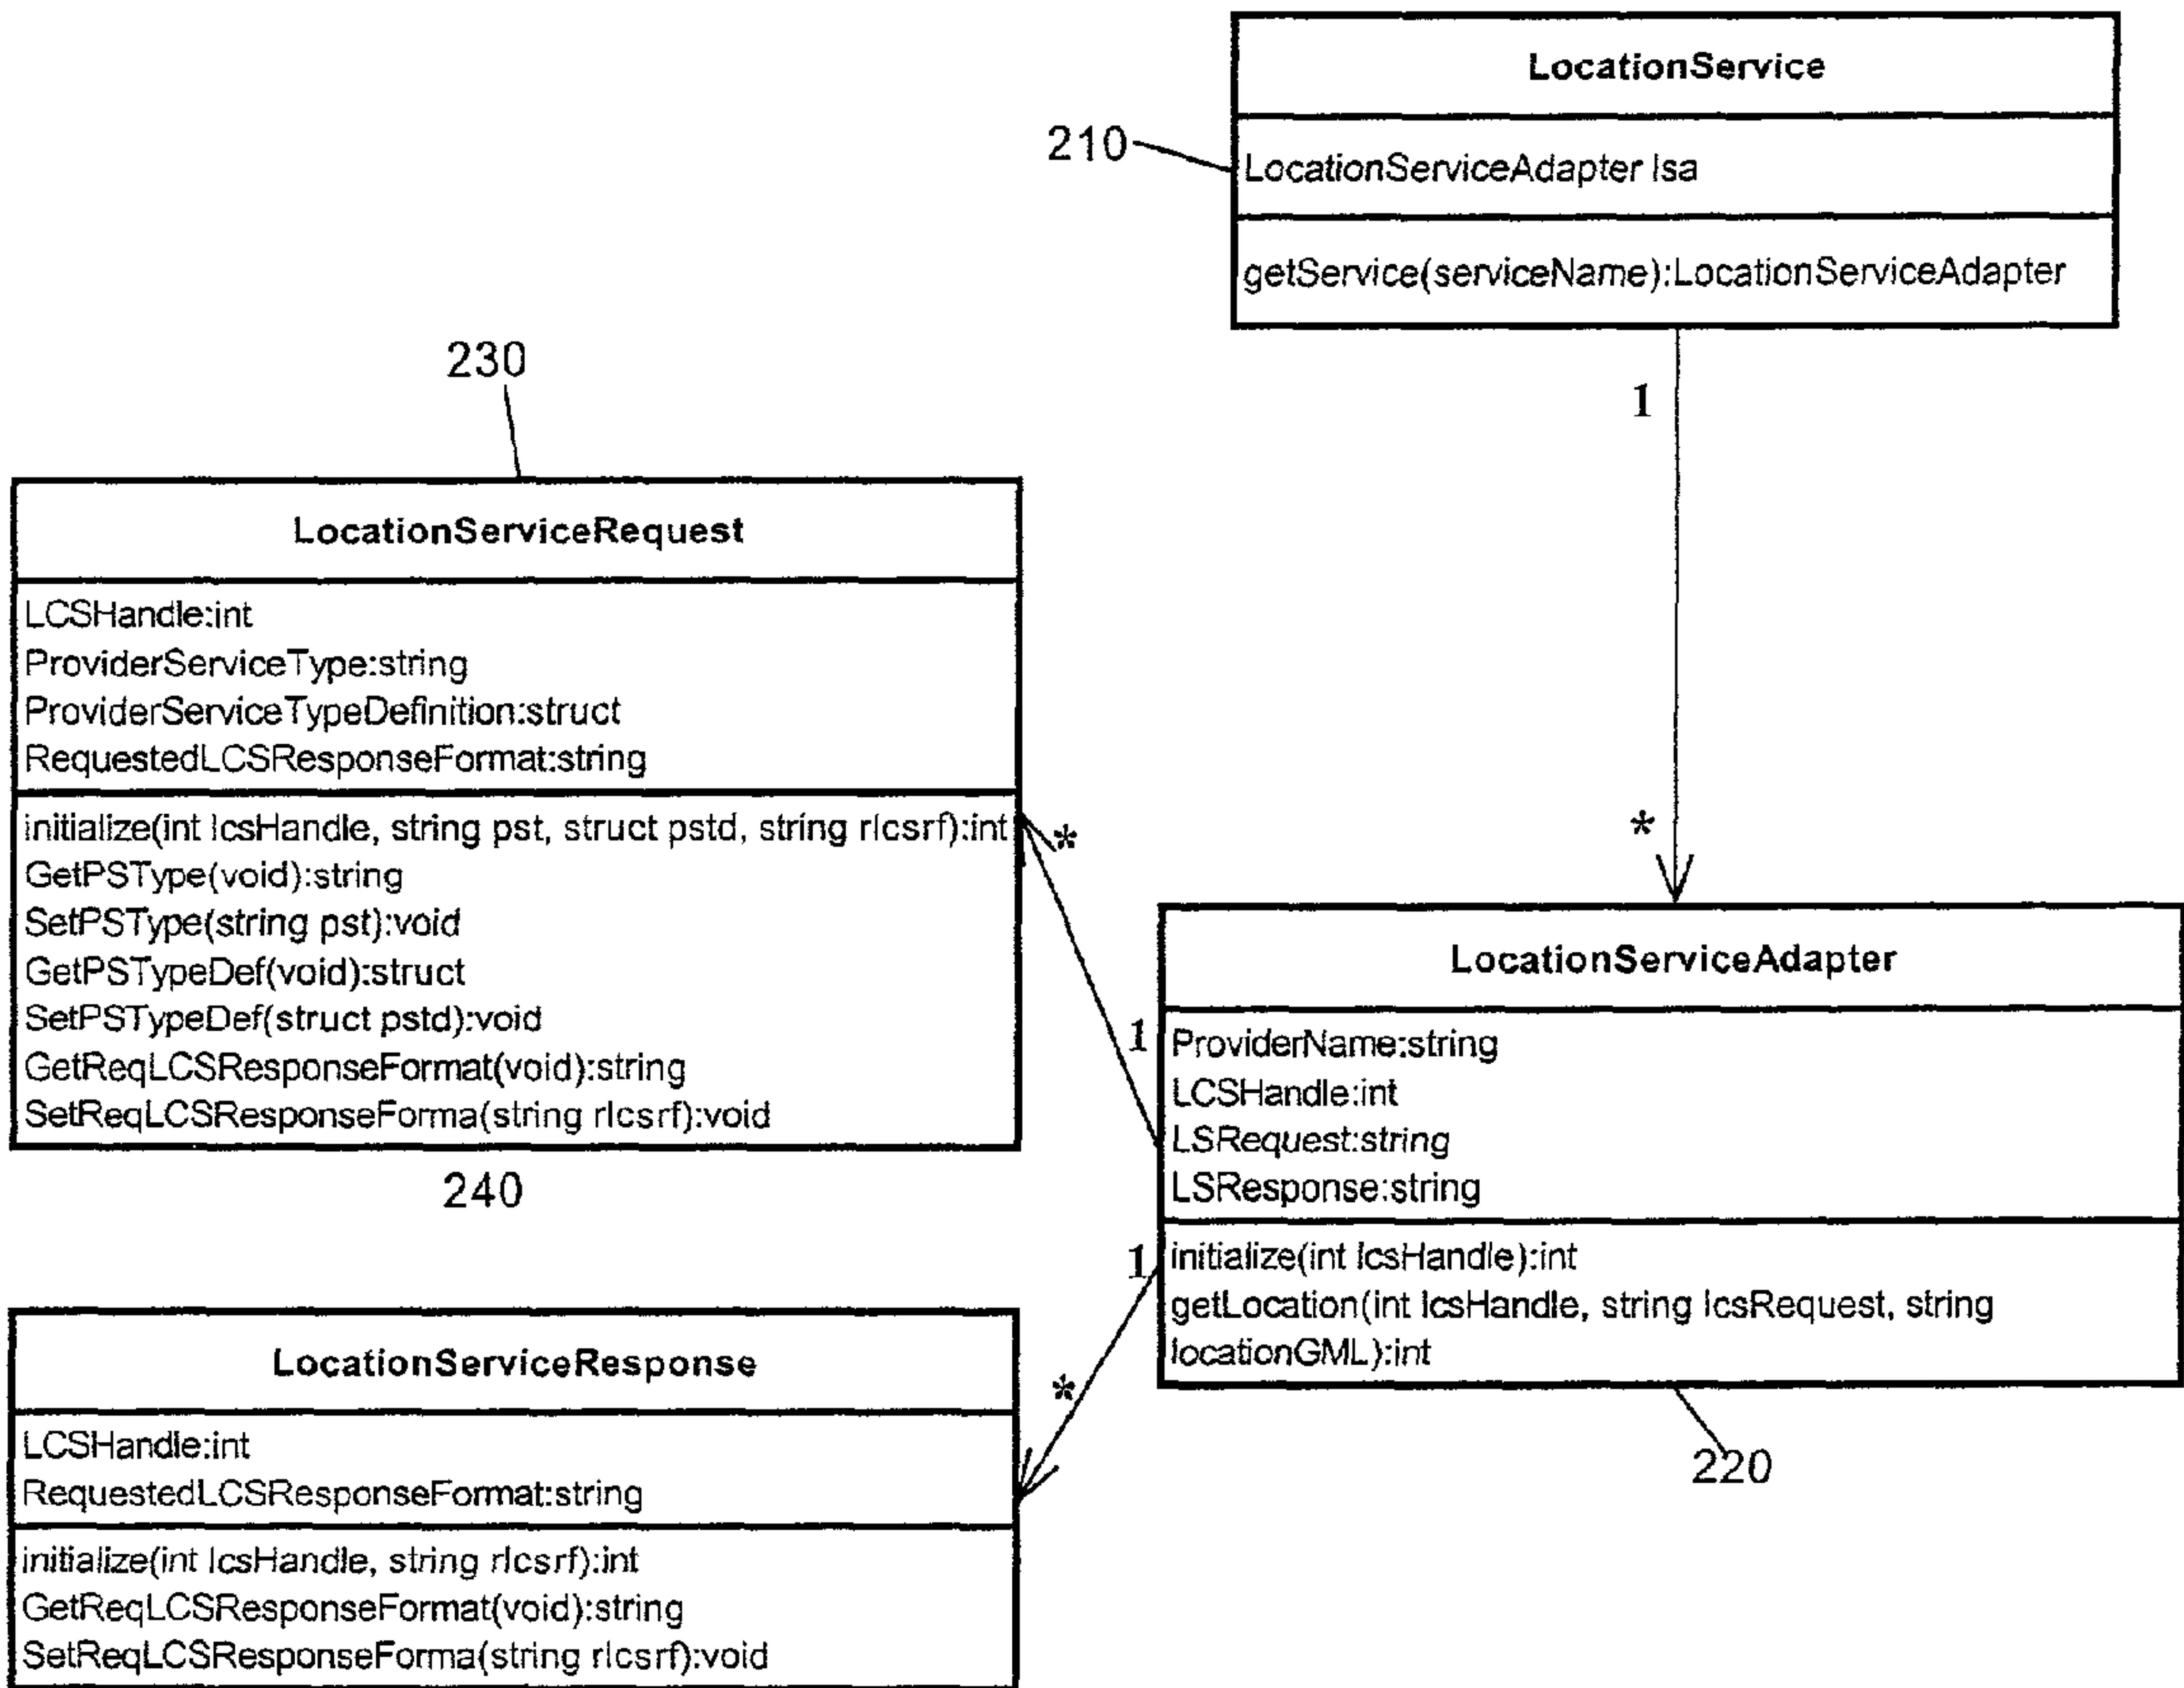 LocationService
210
LocationServiceAdapter lsa
getService(serviceName):LocationServiceAdapter
1
*
230
LocationServiceRequest
LCSHandle:int
ProviderServiceType:string
ProviderServiceTypeDefinition:struct
RequestedLCSResponseFormat:string
initialize(int lcsHandle, string pst, struct pstd, string rlcsrf):int
GetPSType(void):string
SetPSType(string pst):void
GetPSTypeDef(void):struct
SetPSTypeDef(struct pstd):void
GetReqLCSResponseFormat(void):string
SetReqLCSResponseForma(string rlcsrf):void
*
1
240
LocationServiceAdapter
ProviderName:string
LCSHandle:int
LSRequest:string
LSResponse:string
initialize(int lcsHandle):int
getLocation(int lcsHandle, string lcsRequest, string
locationGML):int
220
1
*
LocationServiceResponse
LCSHandle:int
RequestedLCSResponseFormat:string
initialize(int lcsHandle, string rlcsrf):int
GetReqLCSResponseFormat(void):string
SetReqLCSResponseForma(string rlcsrf):void